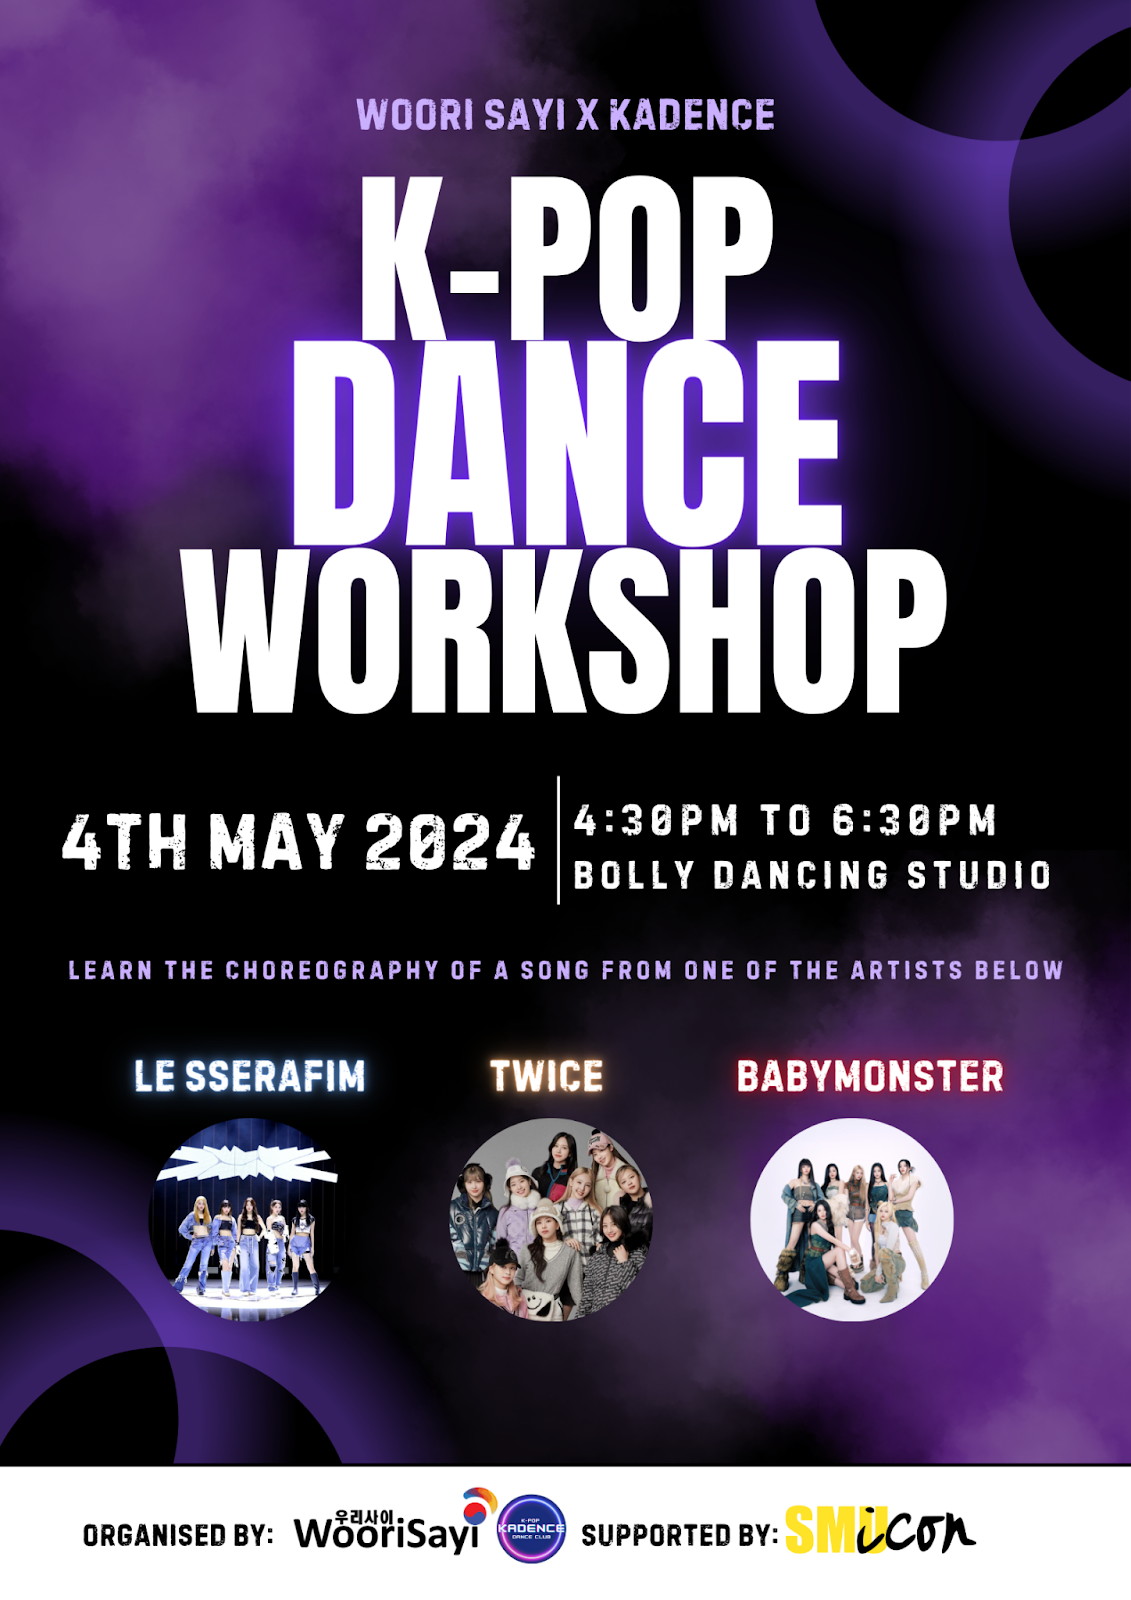 WOORI SAYI X KADENCE
K-POP
DANCE
WORKSHOP
4TH MAY 2024
4:30PM TO 6:30PM
BOLLY DANCING STUDIO
LEARN THE CHOREOGRAPHY OF A SONG FROM ONE OF THE ARTISTS BELOW
LE SSERAFIM
TWICE
BABYMONSTER
ORGANISED BY:
우리사이
WooriSayi
K-POP
KADENCE
DANCE CLUB
SUPPORTED BY:
SMU icon